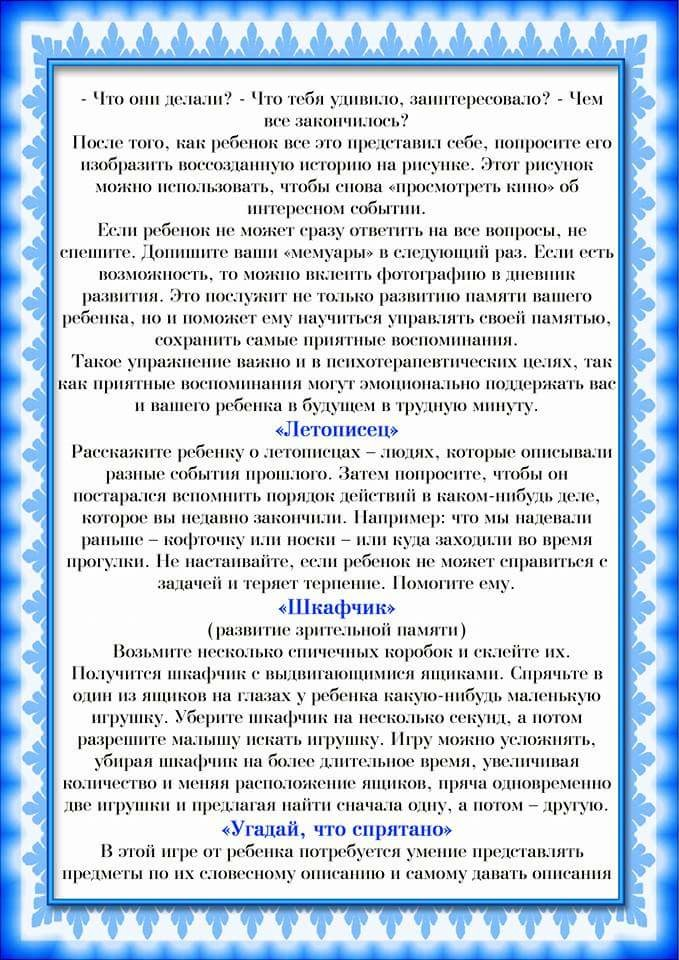 - Что они делали? - Что тебя удивило, заинтересовало? - Чем
все закончилось?
После того, как ребенок все это представил себе, попросите его
изобразить воссозданную историю на рисунке. Этот рисунок
можно использовать, чтобы снова «просмотреть кино» об
интересном событии.
Если ребенок не может сразу ответить на все вопросы, не
спешите. Допишите ваши «мемуары» в следующий раз. Если есть
возможность, то можно вклеить фотографию в дневник
развития. Это послужит не только развитию памяти вашего
ребенка, но и поможет ему научиться управлять своей памятью,
сохранить самые приятные воспоминания.
Такое упражнение важно и в психотерапевтических целях, так
как приятные воспоминания могут эмоционально поддержать вас
и вашего ребенка в будущем в трудную минуту.
«Летописец»
Расскажите ребенку о летописцах – людях, которые описывали
разные события прошлого. Затем попросите, чтобы он
постарался вспомнить порядок действий в каком-нибудь деле,
которое вы недавно закончили. Например: что мы надевали
раньше – кофточку или носки – или куда заходили во время
прогулки. Не настаивайте, если ребенок не может справиться с
задачей и теряет терпение. Помогите ему.
«Шкафчик»
(развитие зрительной памяти)
Возьмите несколько спичечных коробок и склейте их.
Получится шкафчик с выдвигающимися ящиками. Спрячьте в
один из ящиков на глазах у ребенка какую-нибудь маленькую
игрушку. Уберите шкафчик на несколько секунд, а потом
разрешите малышу искать игрушку. Игру можно усложнять,
убирая шкафчик на более длительное время, увеличивая
количество и меняя расположение ящиков, пряча одновременно
две игрушки и предлагая найти сначала одну, а потом – другую.
«Угадай, что спрятано»
В этой игре от ребенка потребуется умение представлять
предметы по их словесному описанию и самому давать описания